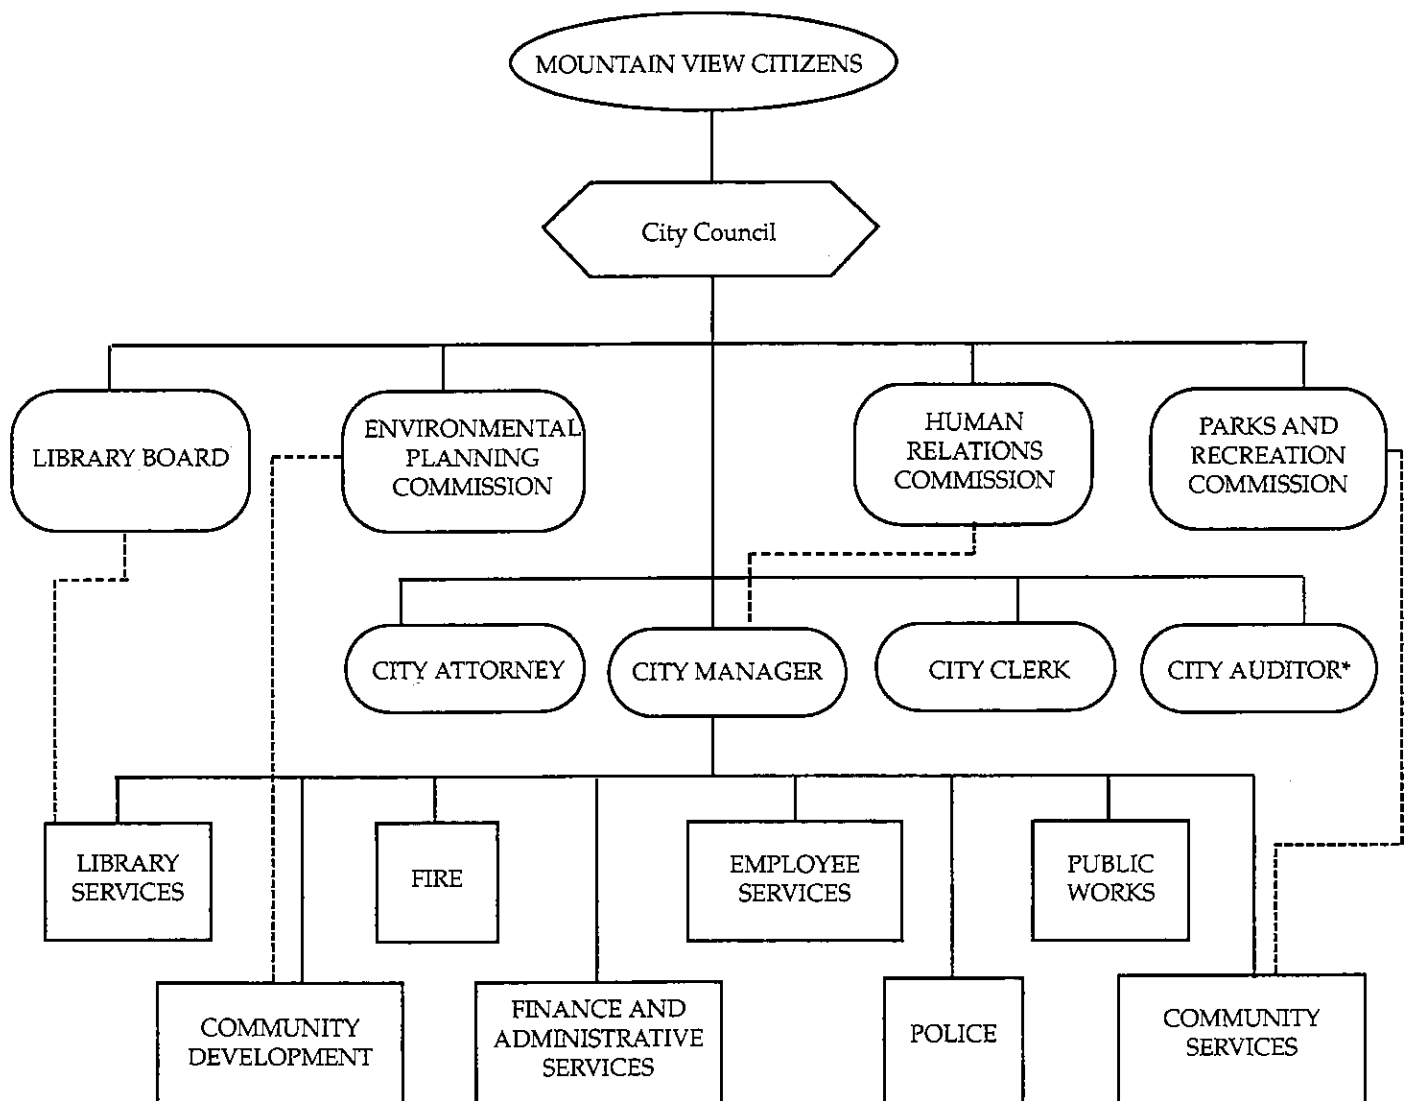 MOUNTAIN VIEW CITIZENS
City Council
LIBRARY BOARD
ENVIRONMENTAL
PLANNING
COMMISSION
HUMAN
RELATIONS
COMMISSION
PARKS AND
RECREATION
COMMISSION
CITY ATTORNEY
CITY MANAGER
CITY CLERK
CITY AUDITOR*
LIBRARY
SERVICES
FIRE
EMPLOYEE
SERVICES
PUBLIC
WORKS
COMMUNITY
DEVELOPMENT
FINANCE AND
ADMINISTRATIVE
SERVICES
POLICE
COMMUNITY
SERVICES